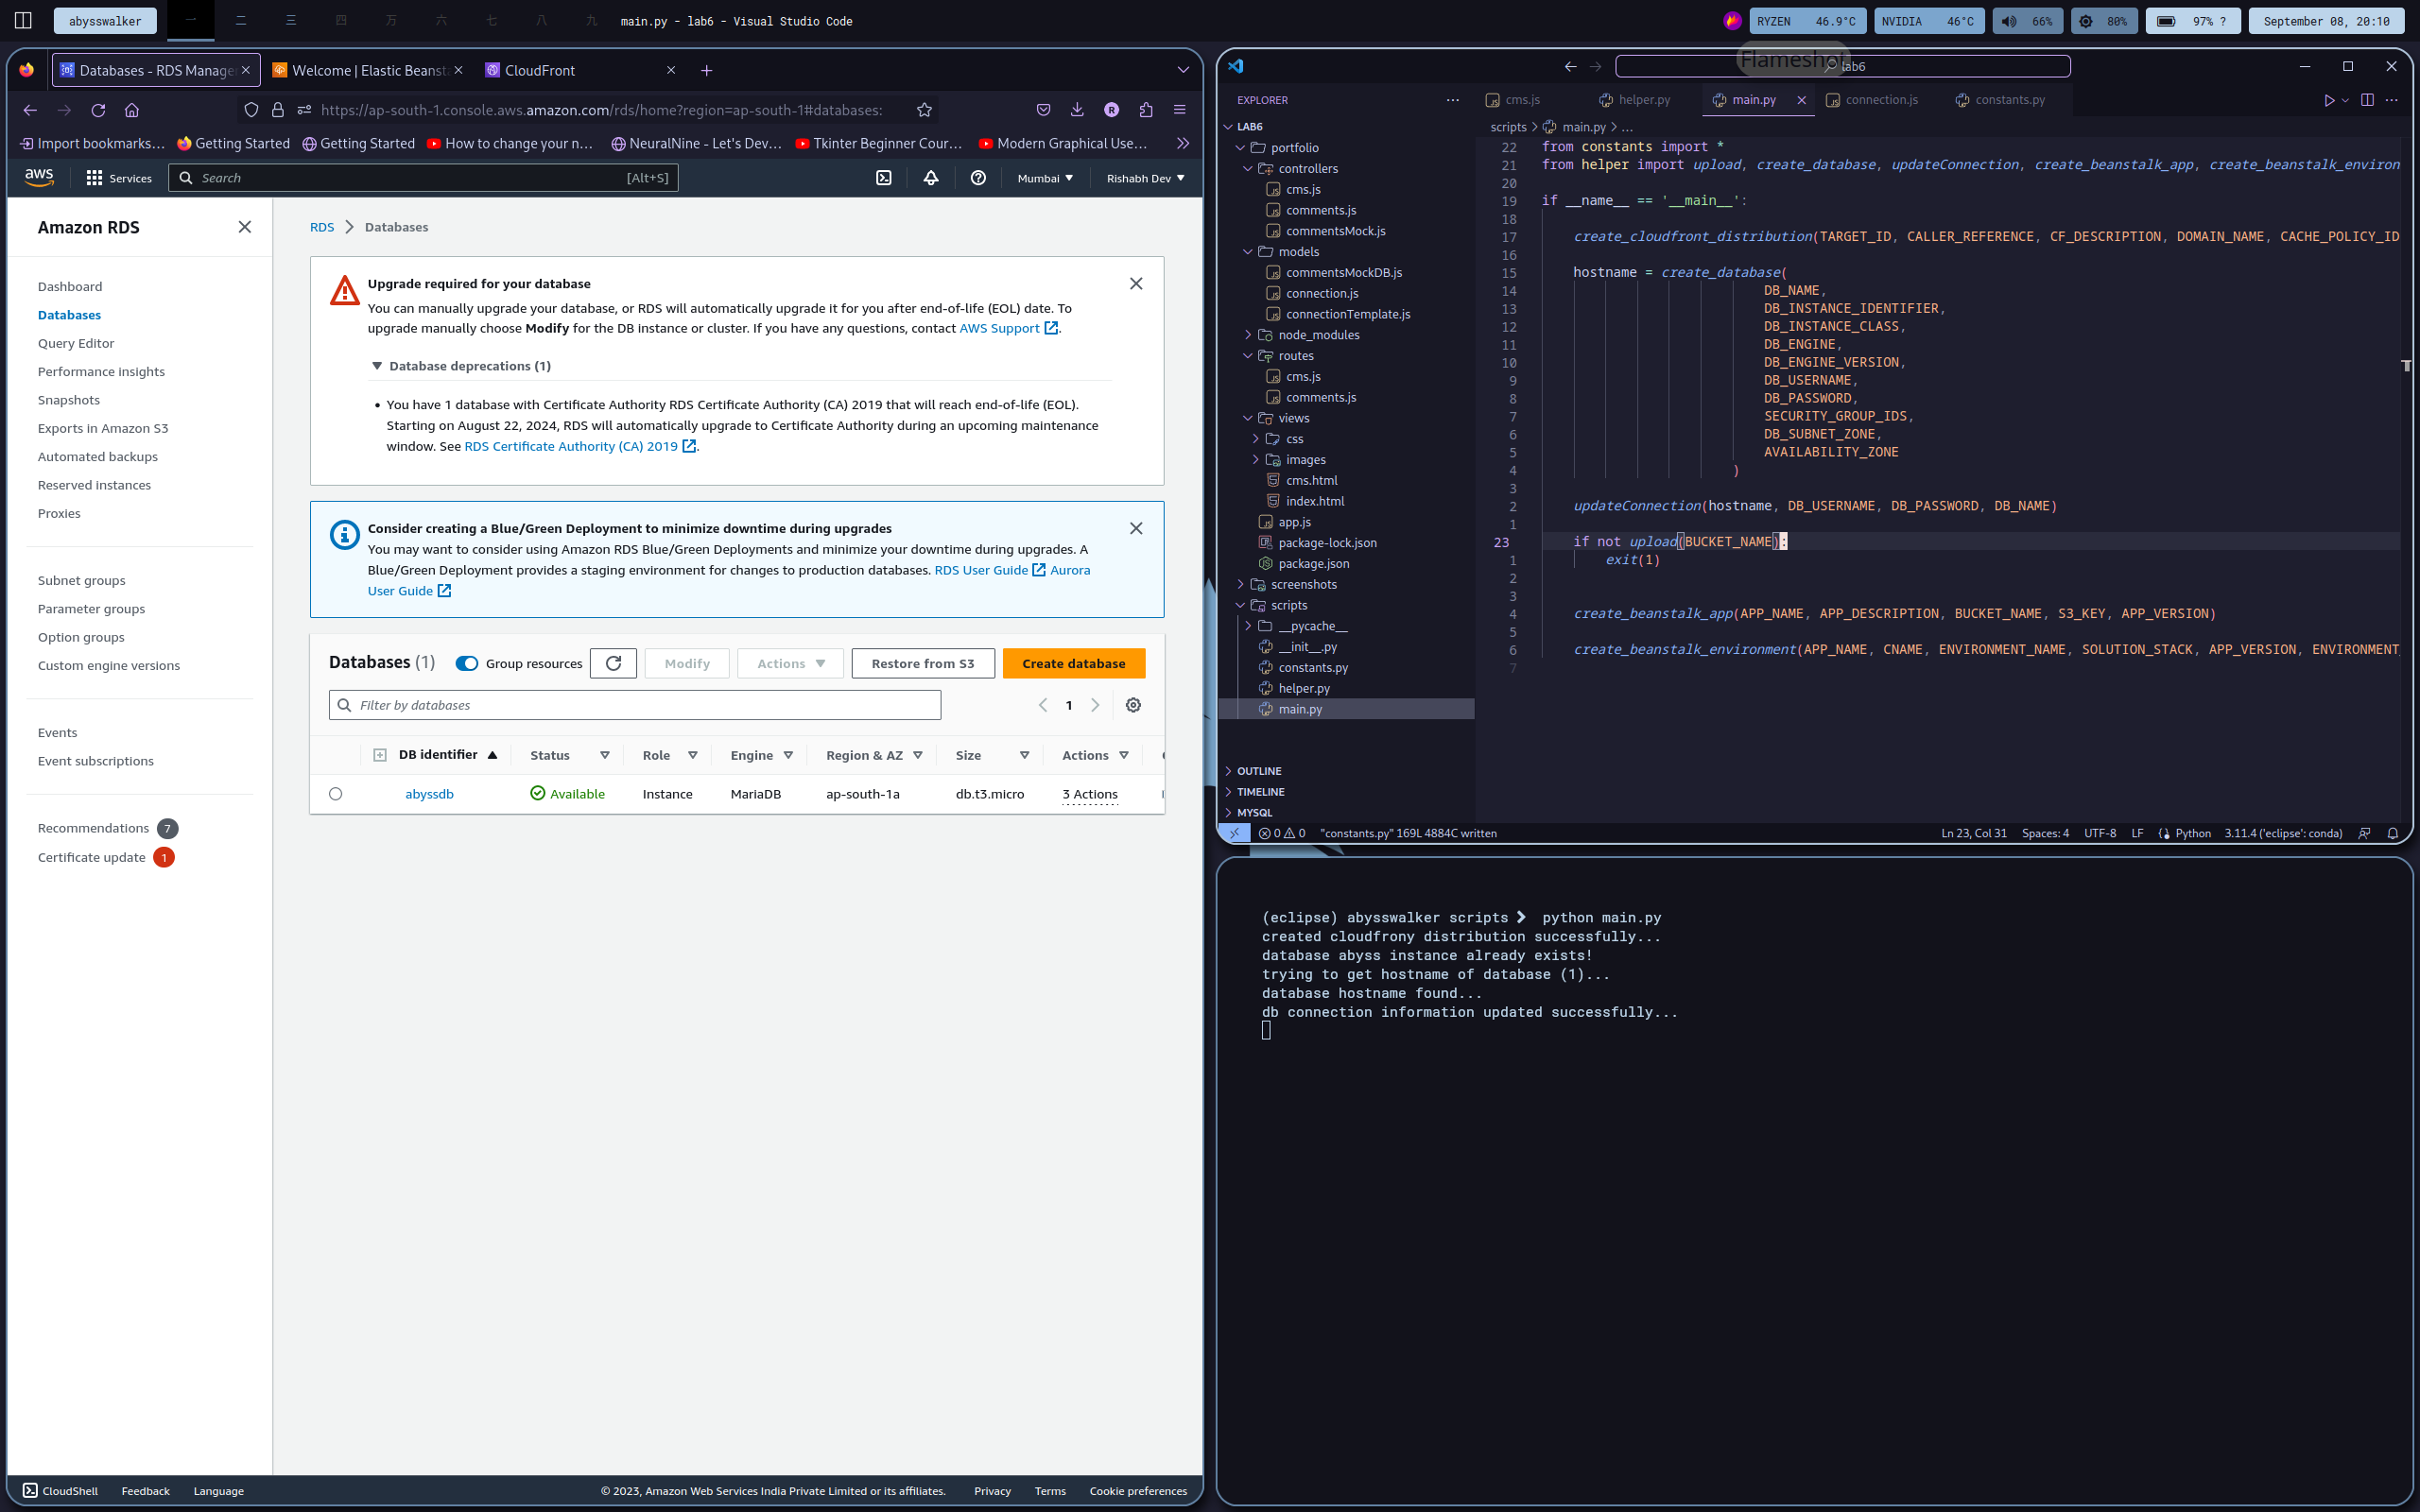 abysswalker 一 二 三 四 万 六 七 八 九 main.py - lab6 - Visual Studio Code RYZEN 46.9°C NVIDIA 46°C 66% 80% 97% ? September 08, 20:10
Databases - RDS Manage Welcome | Elastic Beanst CloudFront
https://ap-south-1.console.aws.amazon.com/rds/home?region=ap-south-1#databases:
Import bookmarks... Getting Started Getting Started How to change your n... NeuralNine - Let's Dev... Tkinter Beginner Cour... Modern Graphical Use...
aws Services Search [Alt+S] Mumbai Rishabh Dev
Amazon RDS
Dashboard
Databases
Query Editor
Performance insights
Snapshots
Exports in Amazon S3
Automated backups
Reserved instances
Proxies
Subnet groups
Parameter groups
Option groups
Custom engine versions
Events
Event subscriptions
Recommendations 7
Certificate update 1
RDS > Databases
Upgrade required for your database
You can manually upgrade your database, or RDS will automatically upgrade it for you after end-of-life (EOL) date. To
upgrade manually choose Modify for the DB instance or cluster. If you have any questions, contact AWS Support.
Database deprecations (1)
• You have 1 database with Certificate Authority RDS Certificate Authority (CA) 2019 that will reach end-of-life (EOL).
Starting on August 22, 2024, RDS will automatically upgrade to Certificate Authority during an upcoming maintenance
window. See RDS Certificate Authority (CA) 2019.
Consider creating a Blue/Green Deployment to minimize downtime during upgrades
You may want to consider using Amazon RDS Blue/Green Deployments and minimize your downtime during upgrades. A
Blue/Green Deployment provides a staging environment for changes to production databases. RDS User Guide Aurora
User Guide
Databases (1) Group resources Modify Actions Restore from S3 Create database
Filter by databases 1
DB identifier Status Role Engine Region & AZ Size Actions
abyssdb Available Instance MariaDB ap-south-1a db.t3.micro 3 Actions
CloudShell Feedback Language © 2023, Amazon Web Services India Private Limited or its affiliates. Privacy Terms Cookie preferences
Flameshot
lab6
EXPLORER ...
LAB6
portfolio
controllers
cms.js
comments.js
commentsMock.js
models
commentsMockDB.js
connection.js
connectionTemplate.js
node_modules
routes
cms.js
comments.js
views
css
images
cms.html
index.html
app.js
package-lock.json
package.json
screenshots
scripts
__pycache__
__init__.py
constants.py
helper.py
main.py
OUTLINE
TIMELINE
MYSQL
cms.js helper.py main.py connection.js constants.py
scripts > main.py > ...
22 from constants import *
21 from helper import upload, create_database, updateConnection, create_beanstalk_app, create_beanstalk_environ
20
19 if __name__ == '__main__':
18
17 create_cloudfront_distribution(TARGET_ID, CALLER_REFERENCE, CF_DESCRIPTION, DOMAIN_NAME, CACHE_POLICY_ID
16
15 hostname = create_database(
14 DB_NAME,
13 DB_INSTANCE_IDENTIFIER,
12 DB_INSTANCE_CLASS,
11 DB_ENGINE,
10 DB_ENGINE_VERSION,
9 DB_USERNAME,
8 DB_PASSWORD,
7 SECURITY_GROUP_IDS,
6 DB_SUBNET_ZONE,
5 AVAILABILITY_ZONE
4 )
3
2 updateConnection(hostname, DB_USERNAME, DB_PASSWORD, DB_NAME)
1
23 if not upload(BUCKET_NAME):
1 exit(1)
2
3
4 create_beanstalk_app(APP_NAME, APP_DESCRIPTION, BUCKET_NAME, S3_KEY, APP_VERSION)
5
6 create_beanstalk_environment(APP_NAME, CNAME, ENVIRONMENT_NAME, SOLUTION_STACK, APP_VERSION, ENVIRONMENT_
7
0 0 "constants.py" 169L 4884C written Ln 23, Col 31 Spaces: 4 UTF-8 LF Python 3.11.4 ('eclipse': conda)
(eclipse) abysswalker scripts ❯ python main.py
created cloudfrony distribution successfully...
database abyss instance already exists!
trying to get hostname of database (1)...
database hostname found...
db connection information updated successfully...